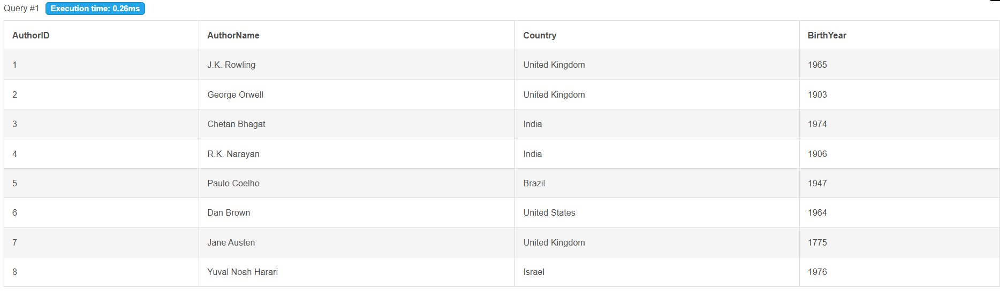 Query #1 Execution time: 0.26ms
AuthorID AuthorName Country BirthYear
1 J.K. Rowling United Kingdom 1965
2 George Orwell United Kingdom 1903
3 Chetan Bhagat India 1974
4 R.K. Narayan India 1906
5 Paulo Coelho Brazil 1947
6 Dan Brown United States 1964
7 Jane Austen United Kingdom 1775
8 Yuval Noah Harari Israel 1976